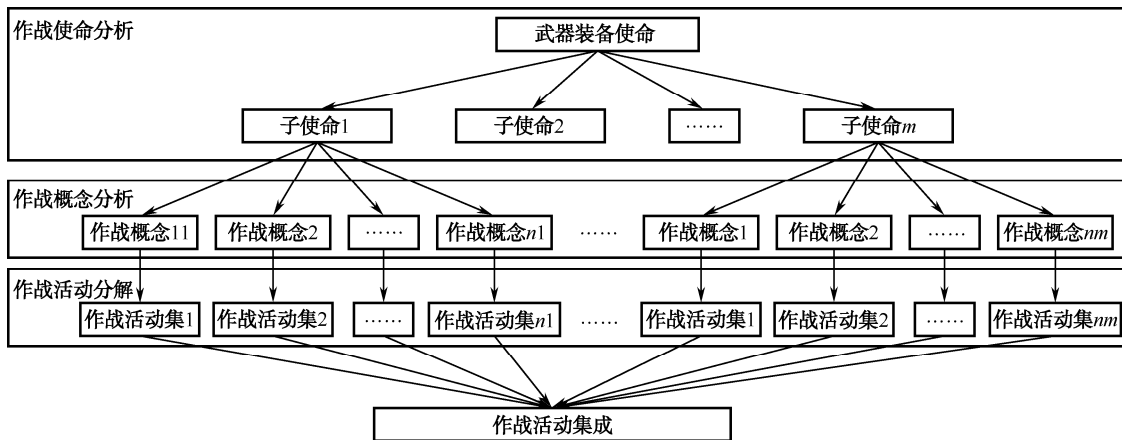 作战使命分析
武器装备使命
子使命1 子使命2 …… 子使命m
作战概念分析
作战概念11 作战概念2 …… 作战概念n1 …… 作战概念1 作战概念2 …… 作战概念nm
作战活动分解
作战活动集1 作战活动集2 …… 作战活动集n1 …… 作战活动集1 作战活动集2 …… 作战活动集nm
作战活动集成